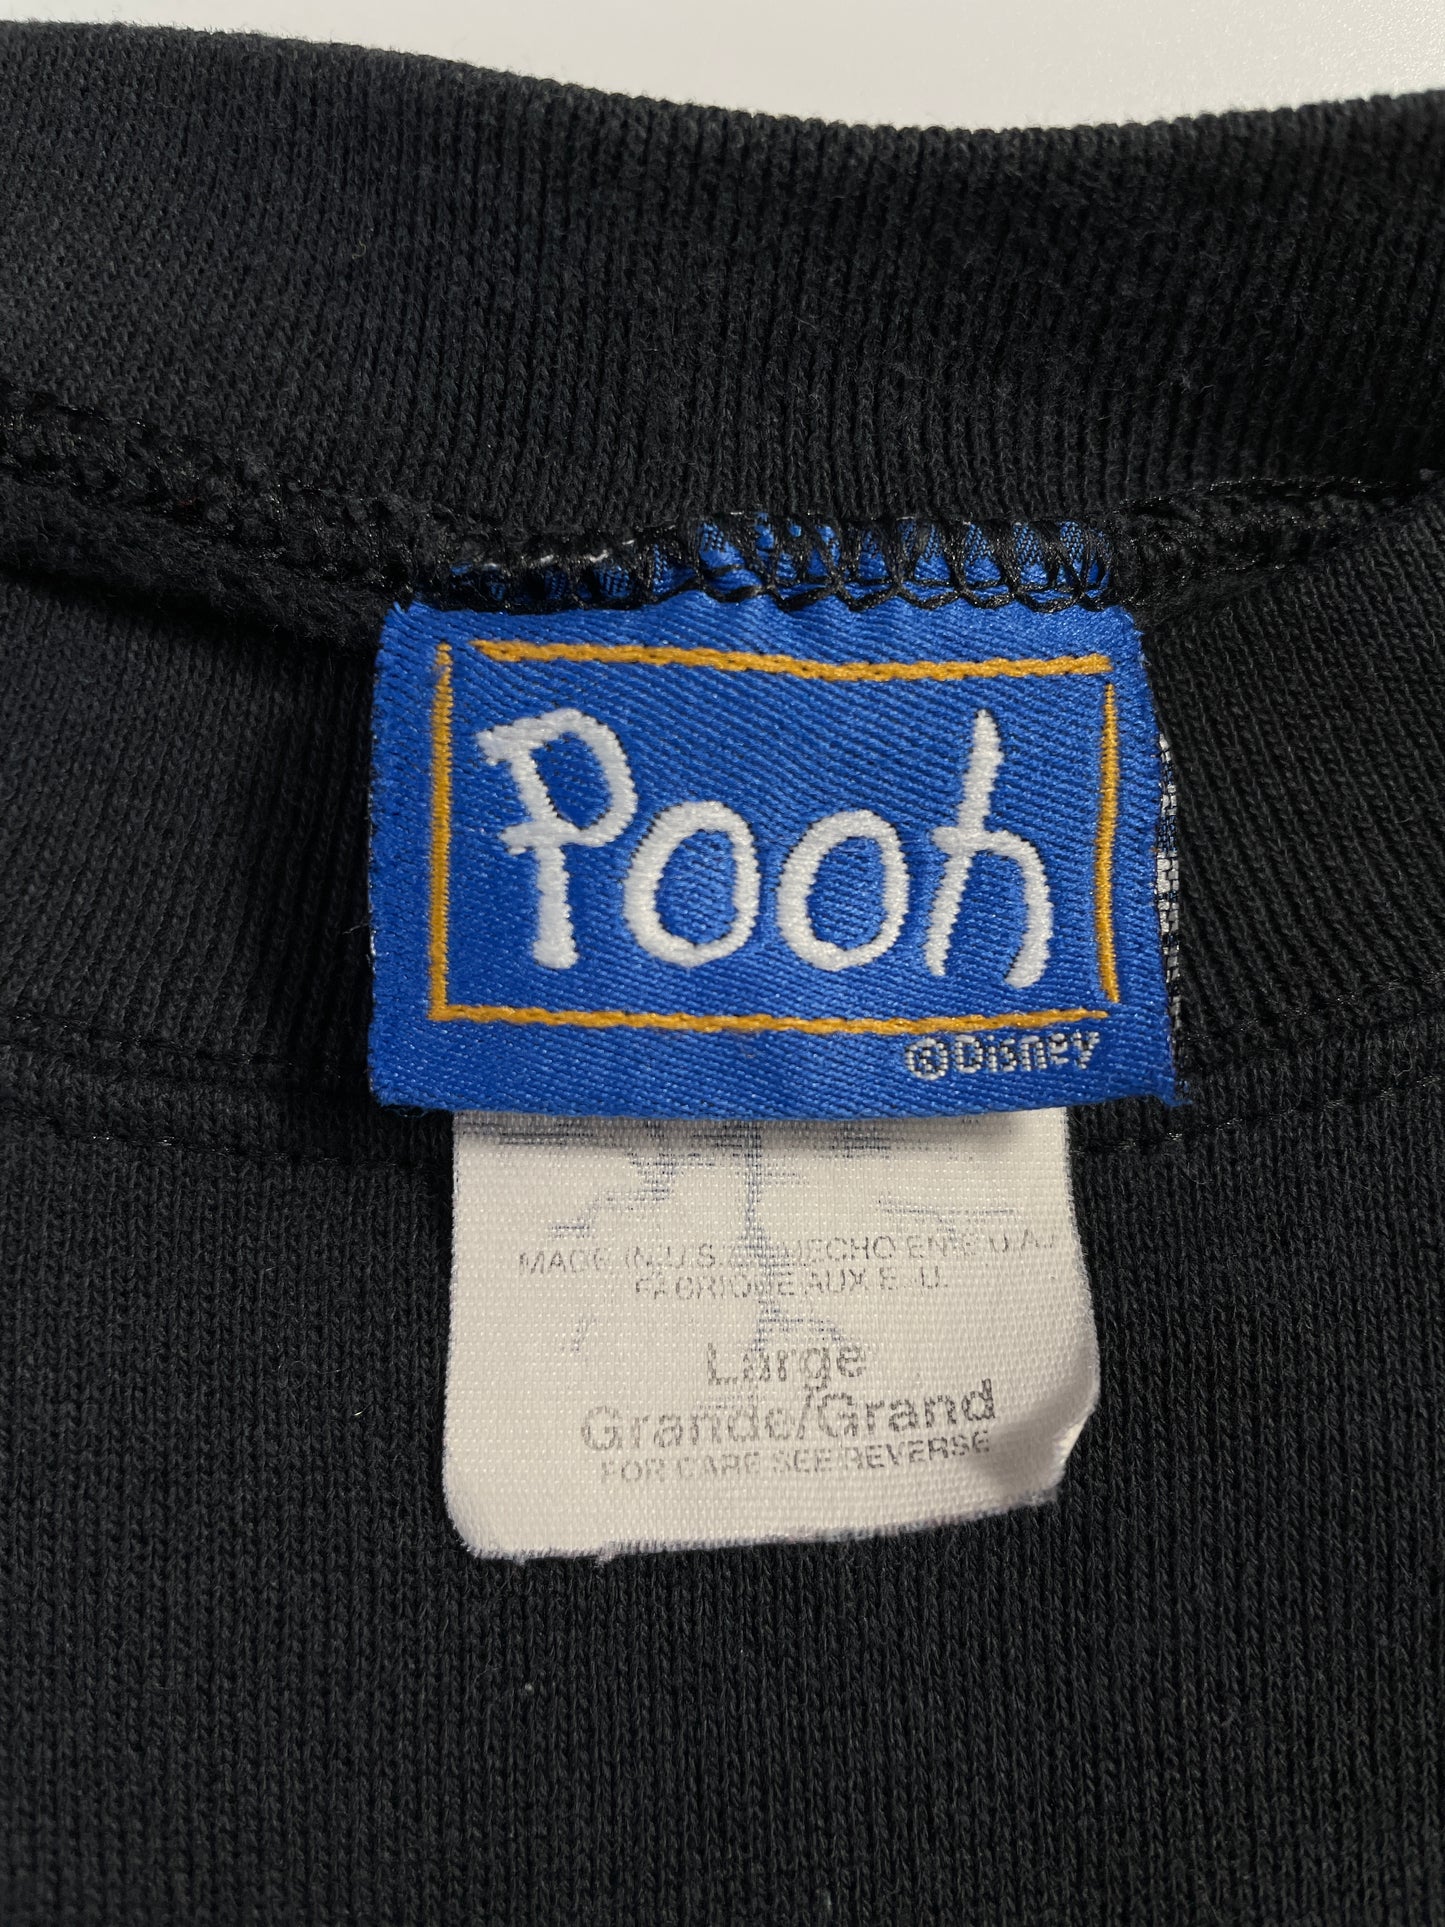 Pooh
©Disney
MADE IN U.S.A. HECHO EN E.U.A.
FABRIQUE AUX E.-U.
Large
Grande/Grand
FOR CARE SEE REVERSE